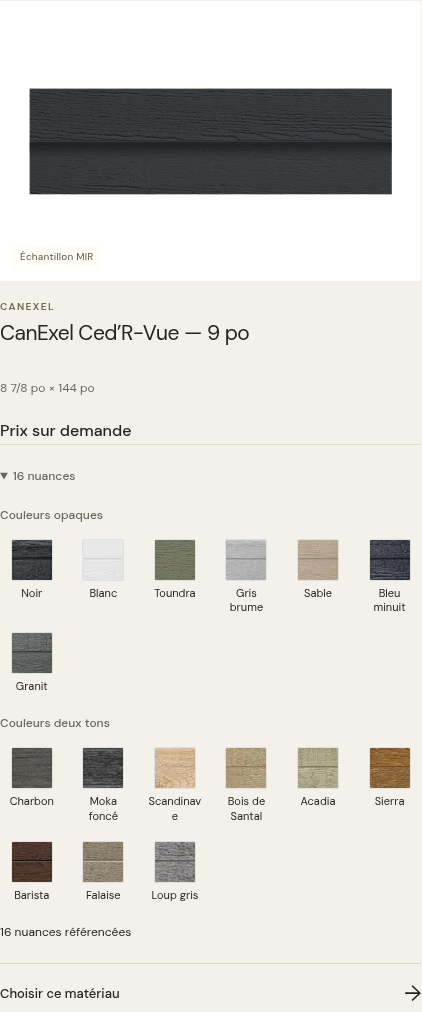 Échantillon MIR
CANEXEL
CanExel Ced’R-Vue — 9 po
8 7/8 po × 144 po
Prix sur demande
▼ 16 nuances
Couleurs opaques
Noir
Blanc
Toundra
Gris
brume
Sable
Bleu
minuit
Granit
Couleurs deux tons
Charbon
Moka
foncé
Scandinav
e
Bois de
Santal
Acadia
Sierra
Barista
Falaise
Loup gris
16 nuances référencées
Choisir ce matériau →